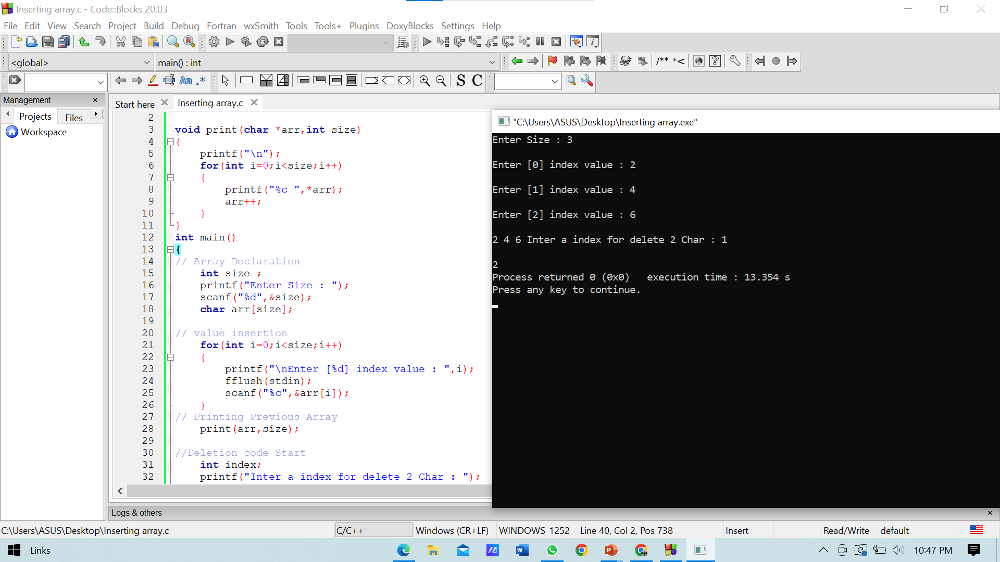 Inserting array.c - Code::Blocks 20.03
File Edit View Search Project Build Debug Fortran wxSmith Tools Tools+ Plugins DoxyBlocks Settings Help
<global> main() : int /** *<
Aa .* S C
Management
Projects Files
Workspace
Start here Inserting array.c
2
3 void print(char *arr,int size)
4 {
5 printf("\n");
6 for(int i=0;i<size;i++)
7 {
8 printf("%c ",*arr);
9 arr++;
10 }
11 }
12 int main()
13 {
14 // Array Declaration
15 int size ;
16 printf("Enter Size : ");
17 scanf("%d",&size);
18 char arr[size];
19
20 // value insertion
21 for(int i=0;i<size;i++)
22 {
23 printf("\nEnter [%d] index value : ",i);
24 fflush(stdin);
25 scanf("%c",&arr[i]);
26 }
27 // Printing Previous Array
28 print(arr,size);
29
30 //Deletion code Start
31 int index;
32 printf("Inter a index for delete 2 Char : ");
"C:\Users\ASUS\Desktop\Inserting array.exe"
Enter Size : 3
Enter [0] index value : 2
Enter [1] index value : 4
Enter [2] index value : 6
2 4 6 Inter a index for delete 2 Char : 1
2
Process returned 0 (0x0) execution time : 13.354 s
Press any key to continue.
Logs & others
C:\Users\ASUS\Desktop\Inserting array.c C/C++ Windows (CR+LF) WINDOWS-1252 Line 40, Col 2, Pos 738 Insert Read/Write default
Links 10:47 PM